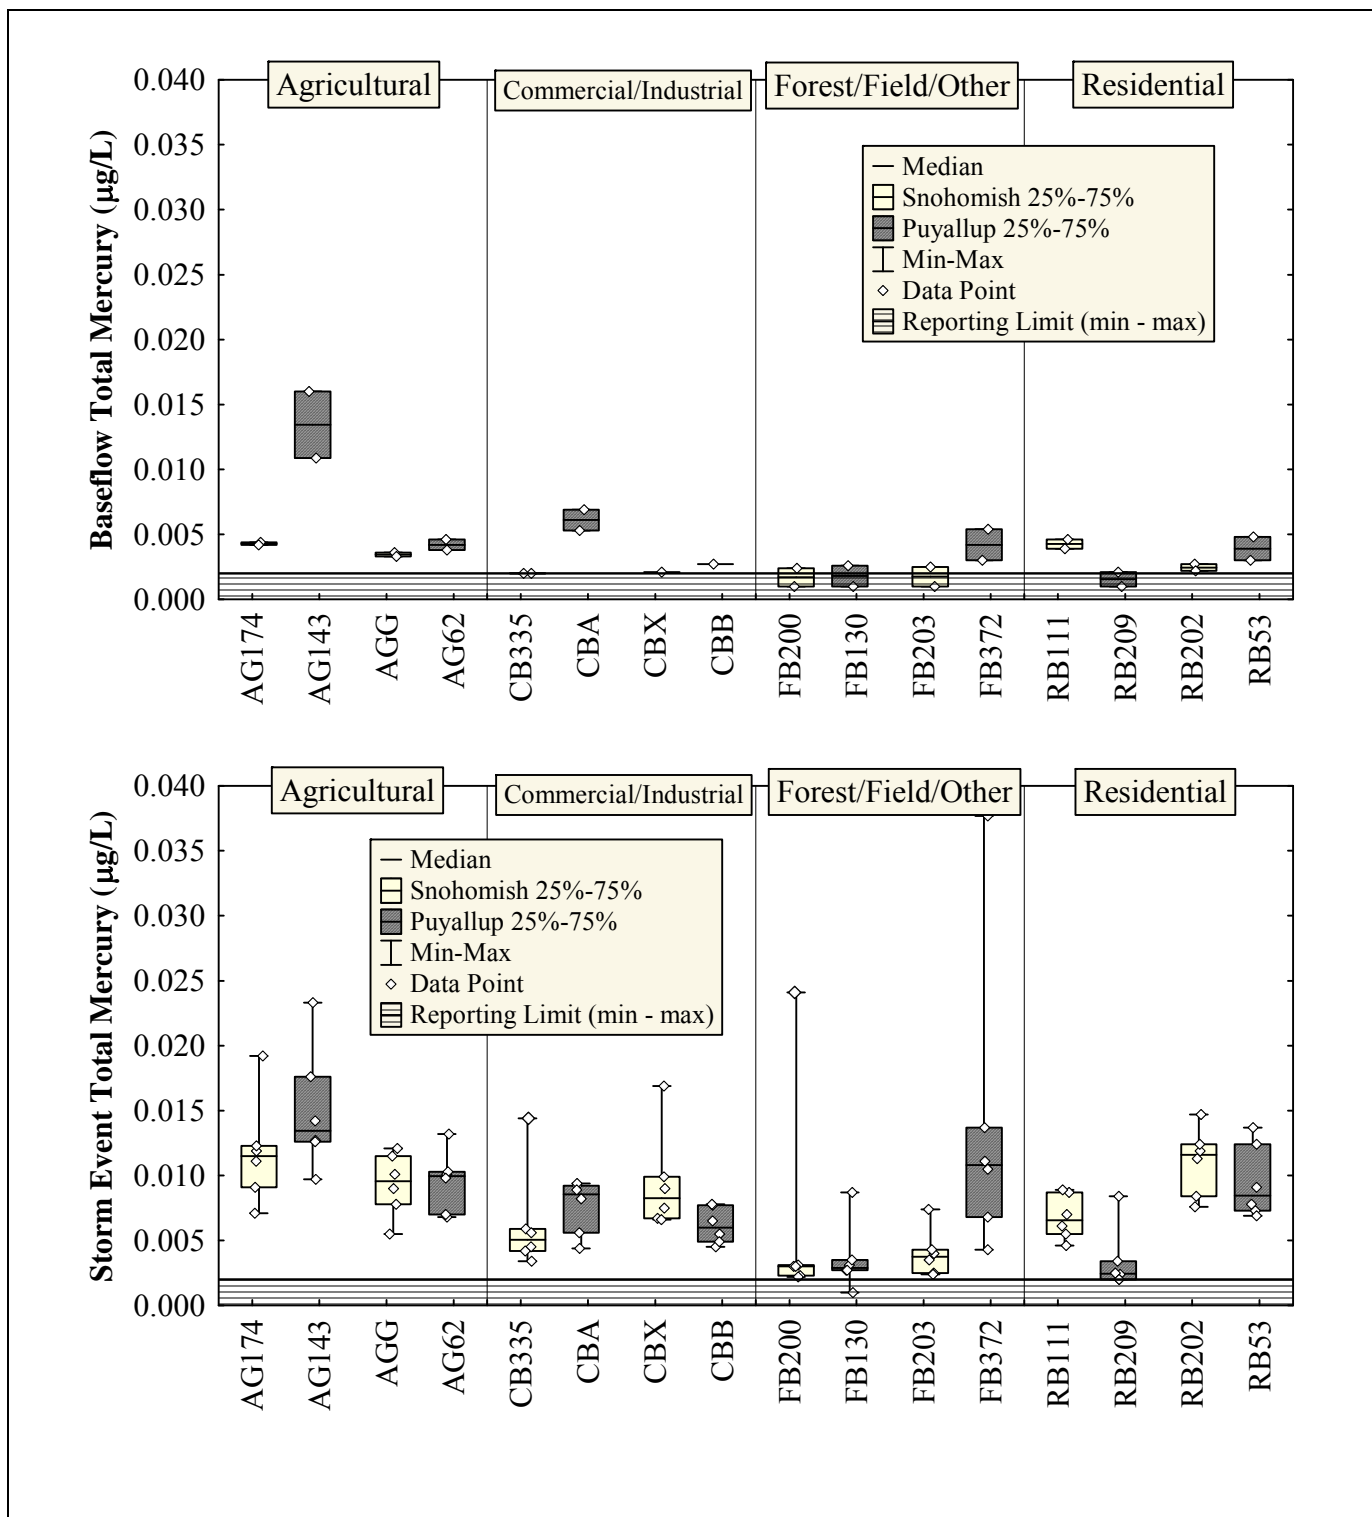 Agricultural
Commercial/Industrial
Forest/Field/Other
Residential
Baseflow Total Mercury (µg/L)
0.040
0.035
0.030
0.025
0.020
0.015
0.010
0.005
0.000
Median
Snohomish 25%-75%
Puyallup 25%-75%
Min-Max
Data Point
Reporting Limit (min - max)
AG174
AG143
AGG
AG62
CB335
CBA
CBX
CBB
FB200
FB130
FB203
FB372
RB111
RB209
RB202
RB53
Agricultural
Commercial/Industrial
Forest/Field/Other
Residential
Storm Event Total Mercury (µg/L)
0.040
0.035
0.030
0.025
0.020
0.015
0.010
0.005
0.000
Median
Snohomish 25%-75%
Puyallup 25%-75%
Min-Max
Data Point
Reporting Limit (min - max)
AG174
AG143
AGG
AG62
CB335
CBA
CBX
CBB
FB200
FB130
FB203
FB372
RB111
RB209
RB202
RB53